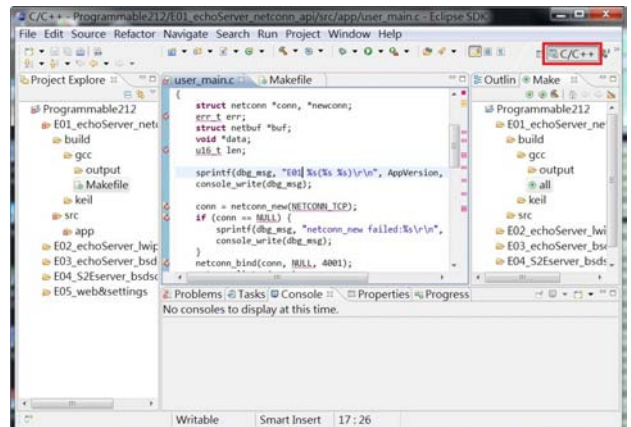 C/C++ - Programmable212/E01_echoServer_netconn_api/src/app/user_main.c - Eclipse SDK
File Edit Source Refactor Navigate Search Run Project Window Help
C/C++
Project Explore
user_main.c
Makefile
Outlin
Make
Programmable212
E01_echoServer_netc
build
gcc
output
Makefile
keil
src
app
E02_echoServer_lwip
E03_echoServer_bsd
E04_S2Eserver_bsdsc
E05_web&settings
{
struct netconn *conn, *newconn;
err_t err;
struct netbuf *buf;
void *data;
u16_t len;
sprintf(dbg_msg, "E01 %s(%s %s)\r\n", AppVersion,
console_write(dbg_msg);
conn = netconn_new(NETCONN_TCP);
if (conn == NULL) {
sprintf(dbg_msg, "netconn_new failed:%s\r\n",
console_write(dbg_msg);
}
netconn_bind(conn, NULL, 4001);
Programmable212
E01_echoServer_ne
build
gcc
output
all
keil
src
E02_echoServer_lwi
E03_echoServer_bs
E04_S2Eserver_bsds
Problems Tasks Console Properties Progress
No consoles to display at this time.
Writable Smart Insert 17 : 26